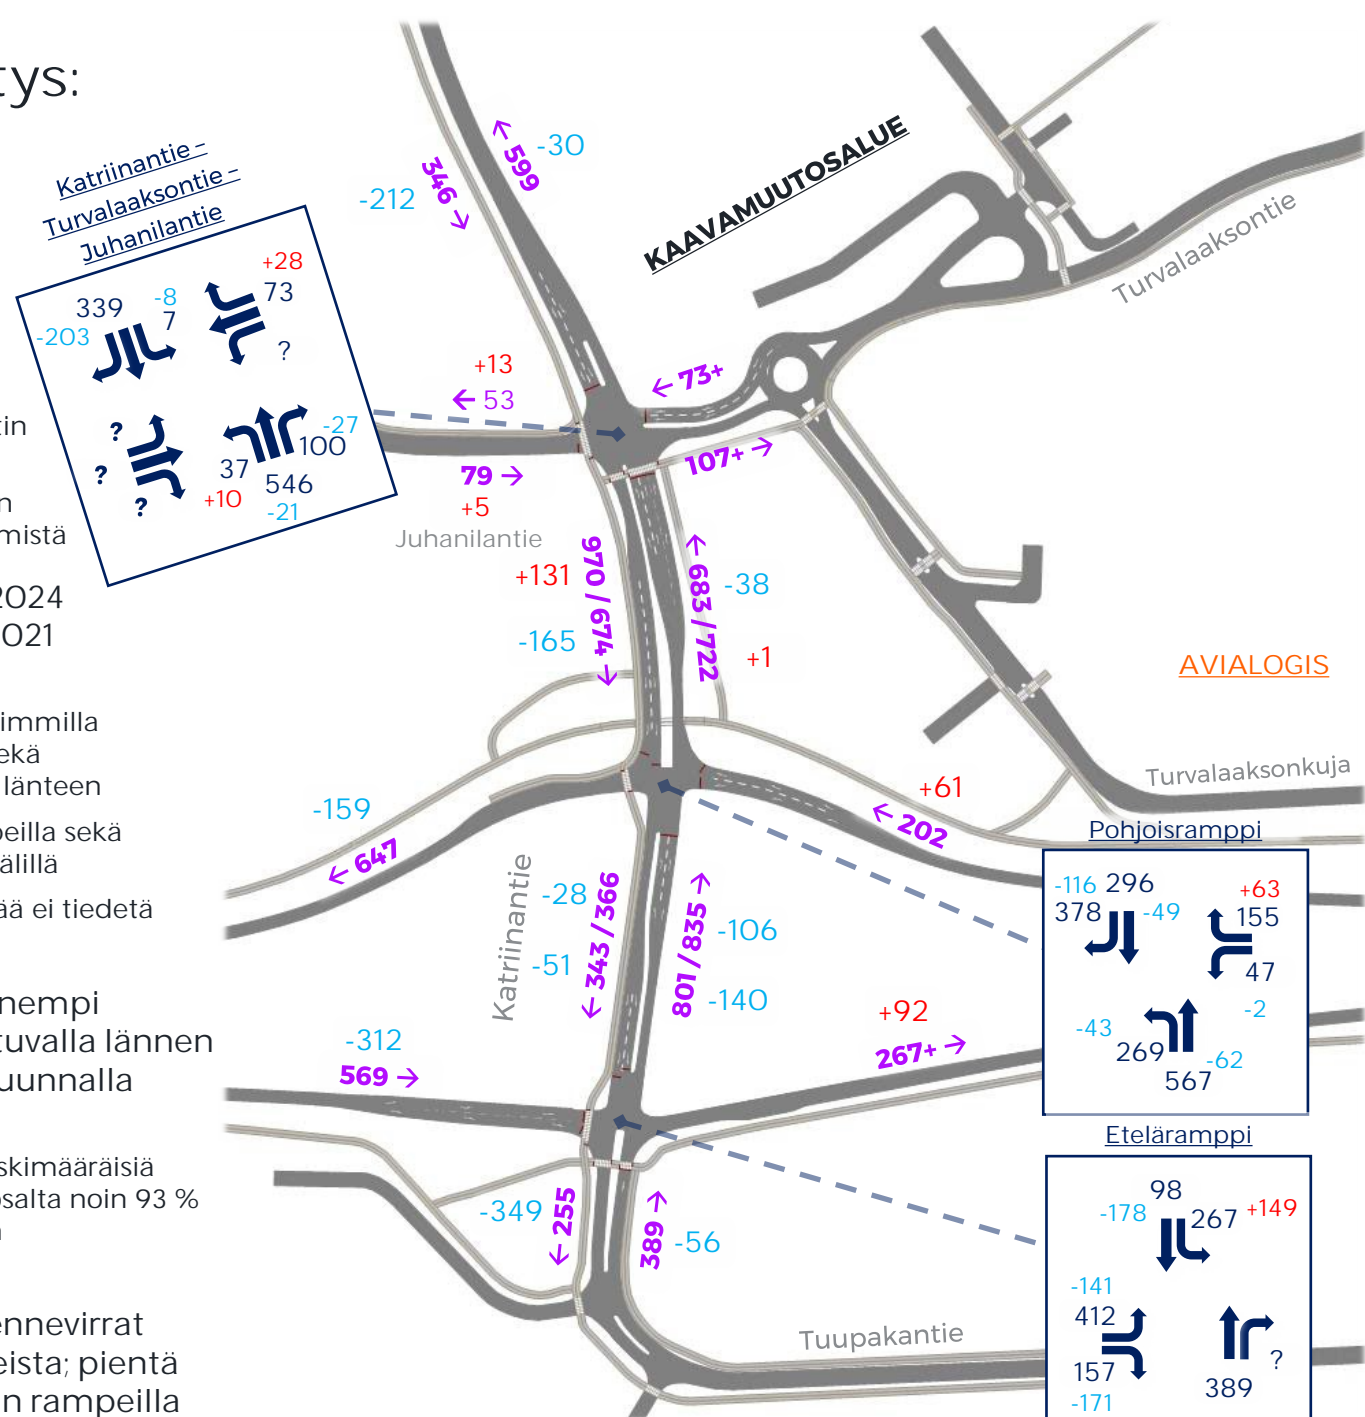 tys:
Katriinantie –
Turvalaaksontie –
Juhanilantie
+28
339
-8
73
-203
7
?
?
?
?
-27
100
37
546
+10
-21
-212
346 →
← 599
-30
KAAVAMUUTOSALUE
Turvalaaksontie
+13
← 53
← 73+
79 →
+5
107+ →
Juhanilantie
tin
n
mistä
2024
021
+131
-165
970 / 674 →
← 683 / 722
-38
+1
AVIALOGIS
immilla
ekä
länteen
peilla sekä
älillä
ää ei tiedetä
-159
← 647
+61
← 202
Turvalaaksonkuja
Katriinantie
-28
-51
← 343 / 366
801 / 835 →
-106
-140
Pohjoisramppi
-116
296
+63
378
-49
155
47
-2
-43
269
-62
567
nempi
tuvalla lännen
uunnalla
-312
569 →
+92
267+ →
skimääräisiä
osalta noin 93 %
-349
← 255
389 →
-56
Eteläramppi
98
-178
267
+149
-141
412
157
-171
?
389
ennevirrat
eista; pientä
n rampeilla
Tuupakantie